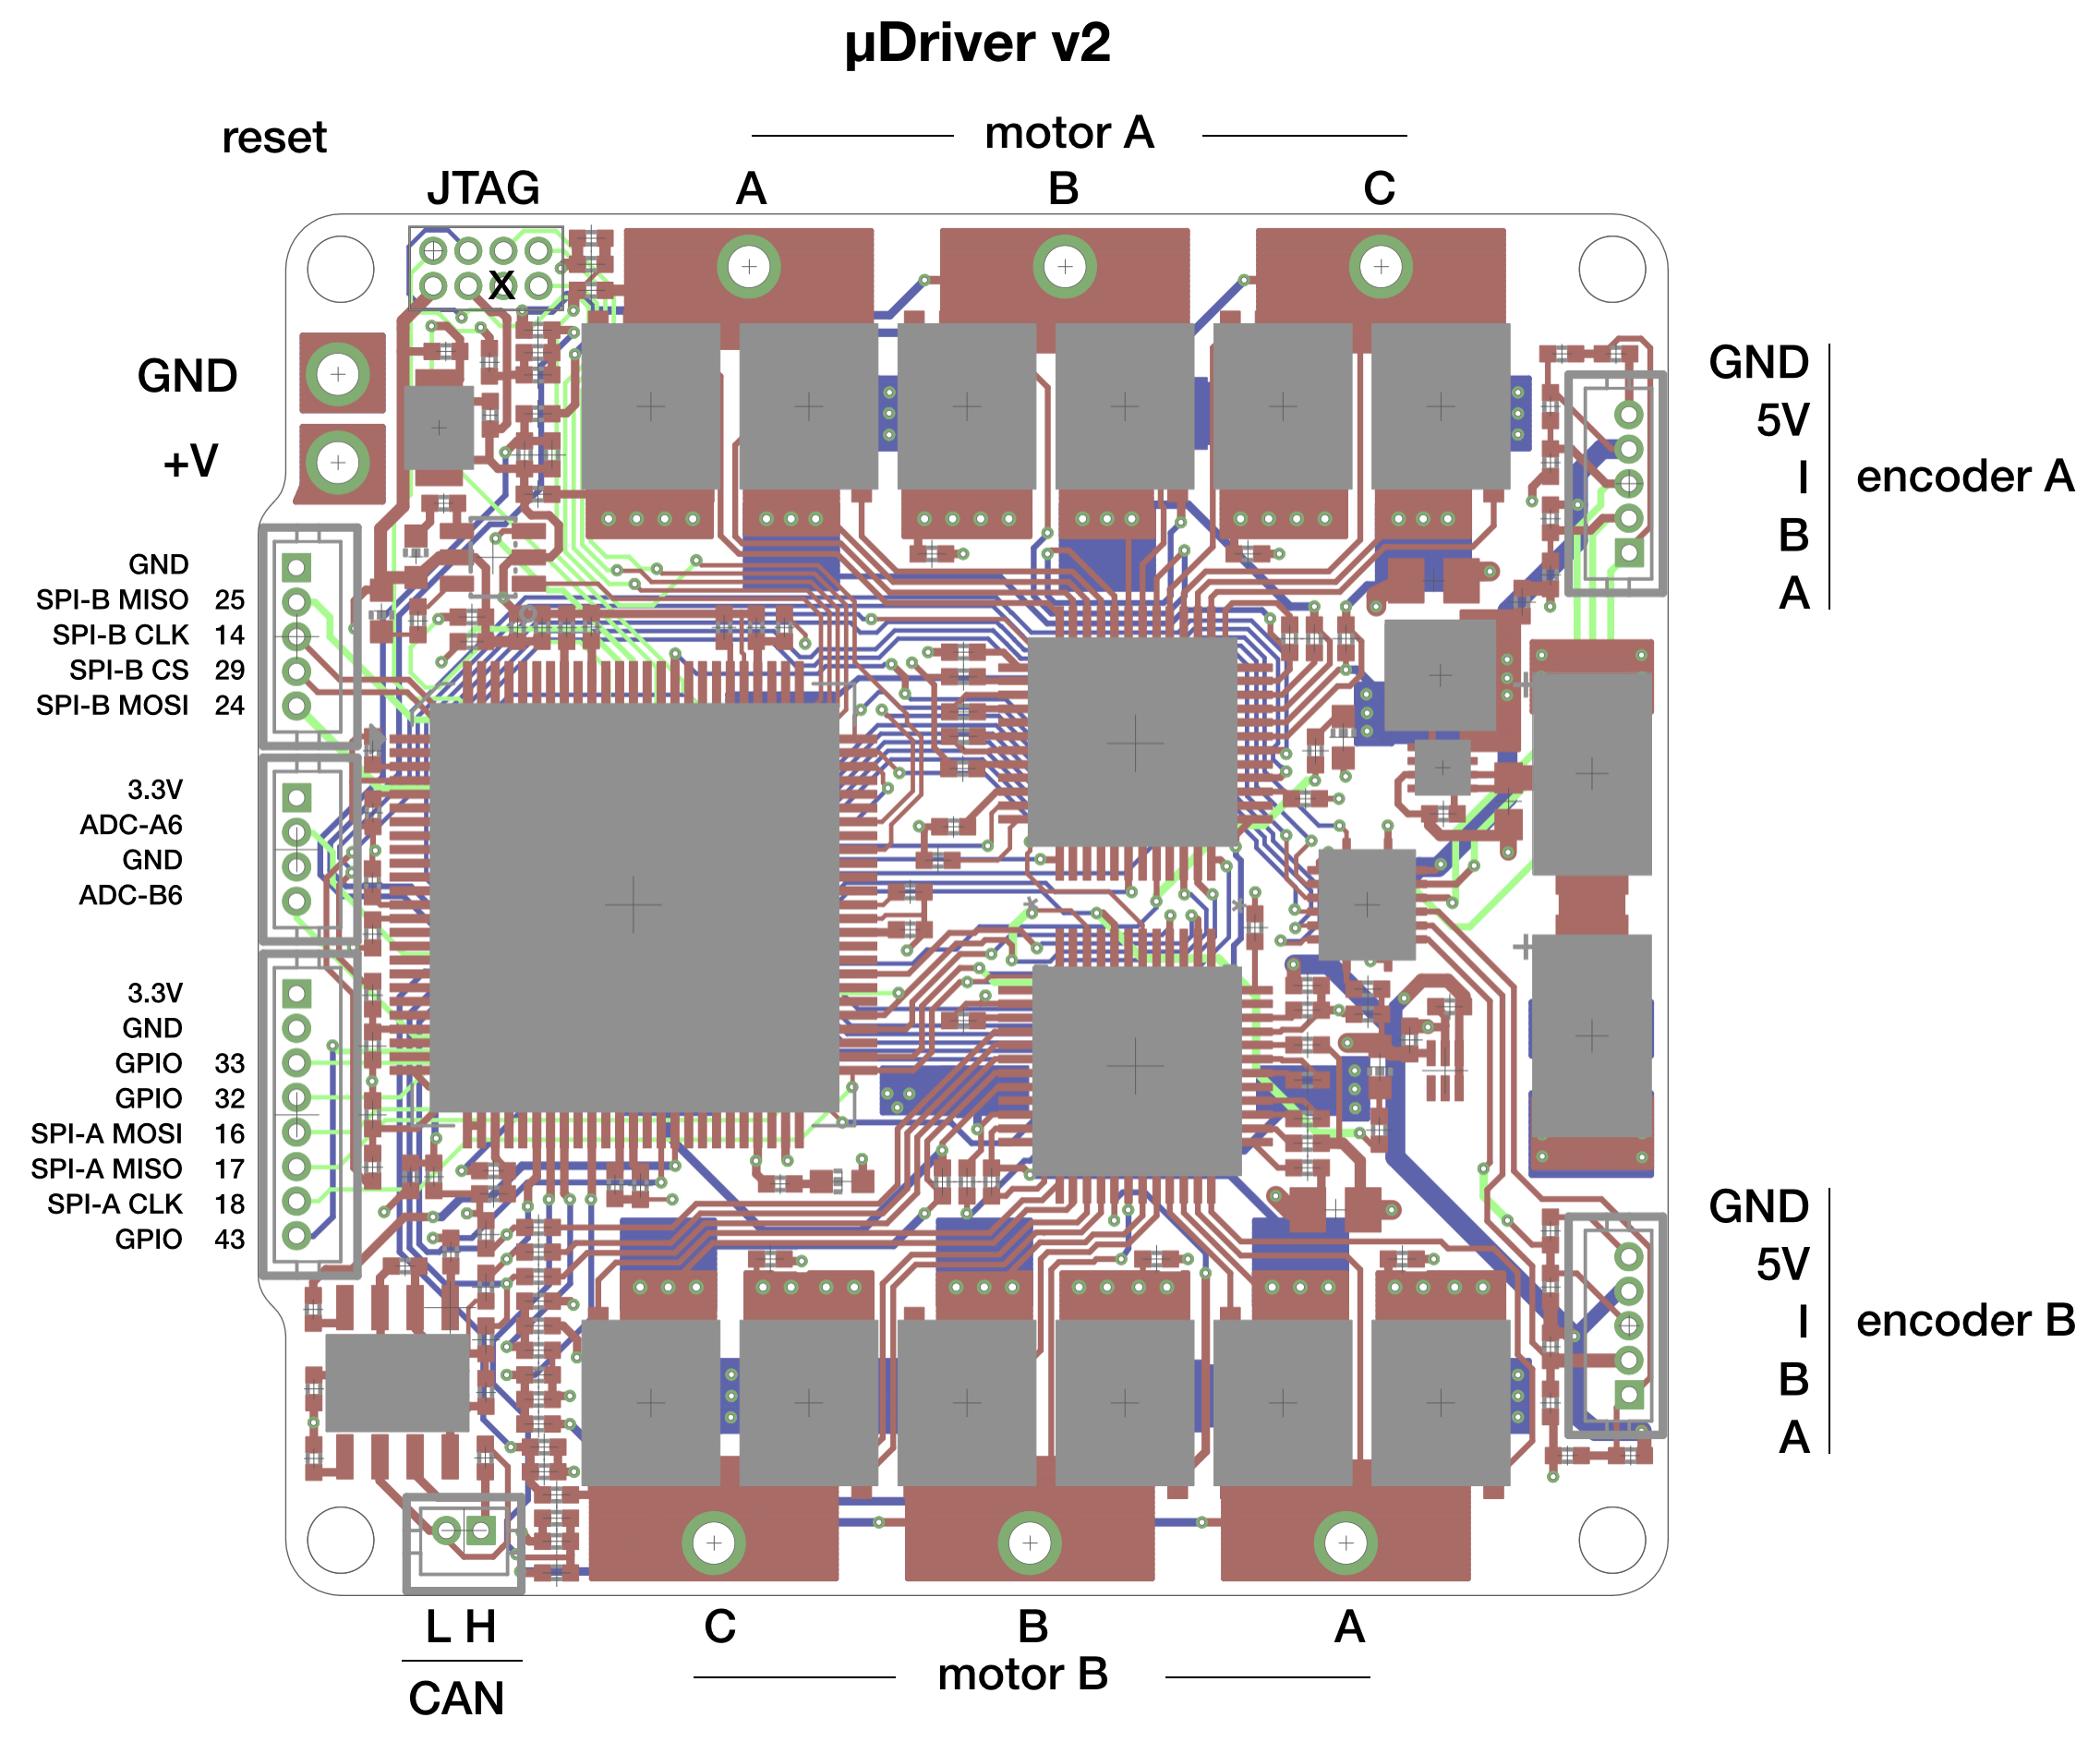 µDriver v2
reset
motor A
JTAG
A
B
C
X
GND
+V
GND
5V
I
B
A
encoder A
GND
SPI-B MISO 25
SPI-B CLK 14
SPI-B CS 29
SPI-B MOSI 24
3.3V
ADC-A6
GND
ADC-B6
3.3V
GND
GPIO 33
GPIO 32
SPI-A MOSI 16
SPI-A MISO 17
SPI-A CLK 18
GPIO 43
GND
5V
I
B
A
encoder B
L H
CAN
C
B
A
motor B